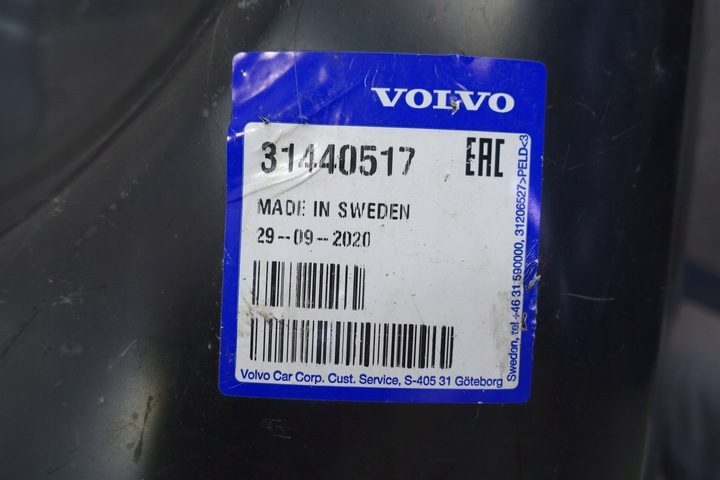 VOLVO
31440517
EAC
MADE IN SWEDEN
29--09--2020
Volvo Car Corp. Cust. Service, S-405 31 Göteborg
Sweden, tel +46 31 590000, 31206527>PELD<3